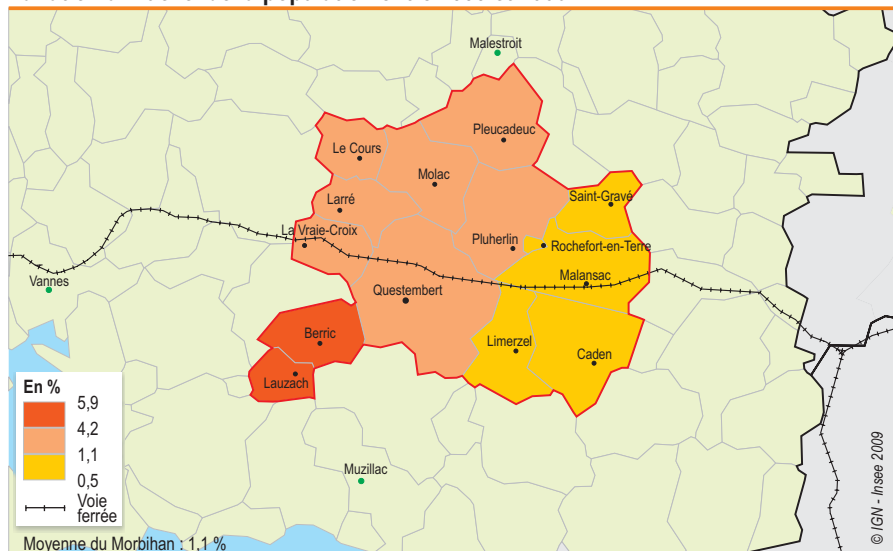 Malestroit
Pleucadeuc
Le Cours
Molac
Saint-Gravé
Larré
La Vraie-Croix
Pluherlin
Rochefort-en-Terre
Malansac
Vannes
Questembert
Berric
Limerzel
Caden
Lauzach
En %
5,9
4,2
1,1
0,5
Voie
ferrée
Muzillac
Moyenne du Morbihan : 1,1 %
© IGN - Insee 2009